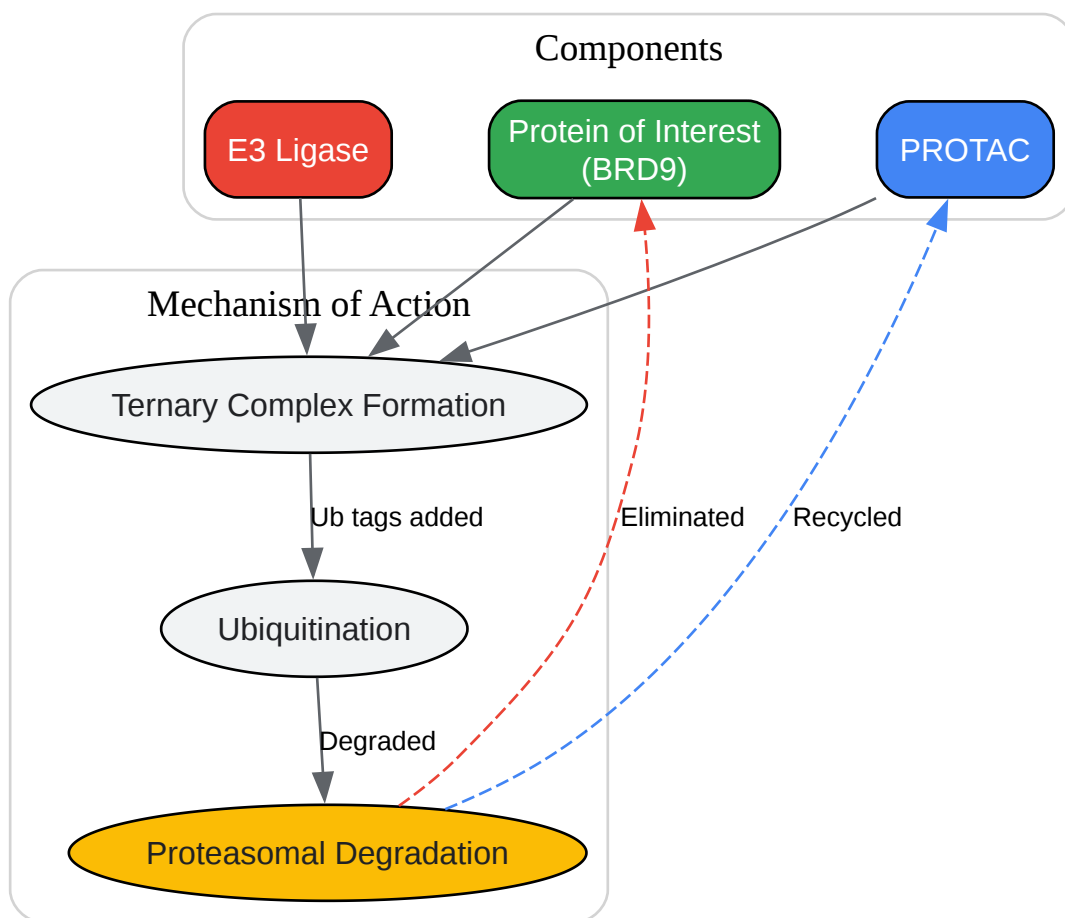 Components
E3 Ligase
Protein of Interest
(BRD9)
PROTAC
Mechanism of Action
Ternary Complex Formation
Ub tags added
Eliminated
Recycled
Ubiquitination
Degraded
Proteasomal Degradation